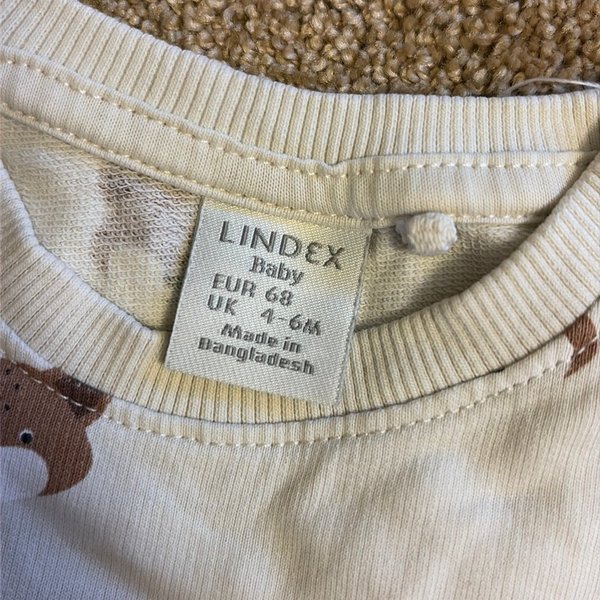 LINDEX
Baby
EUR 68
UK 4-6M
Made in
Bangladesh